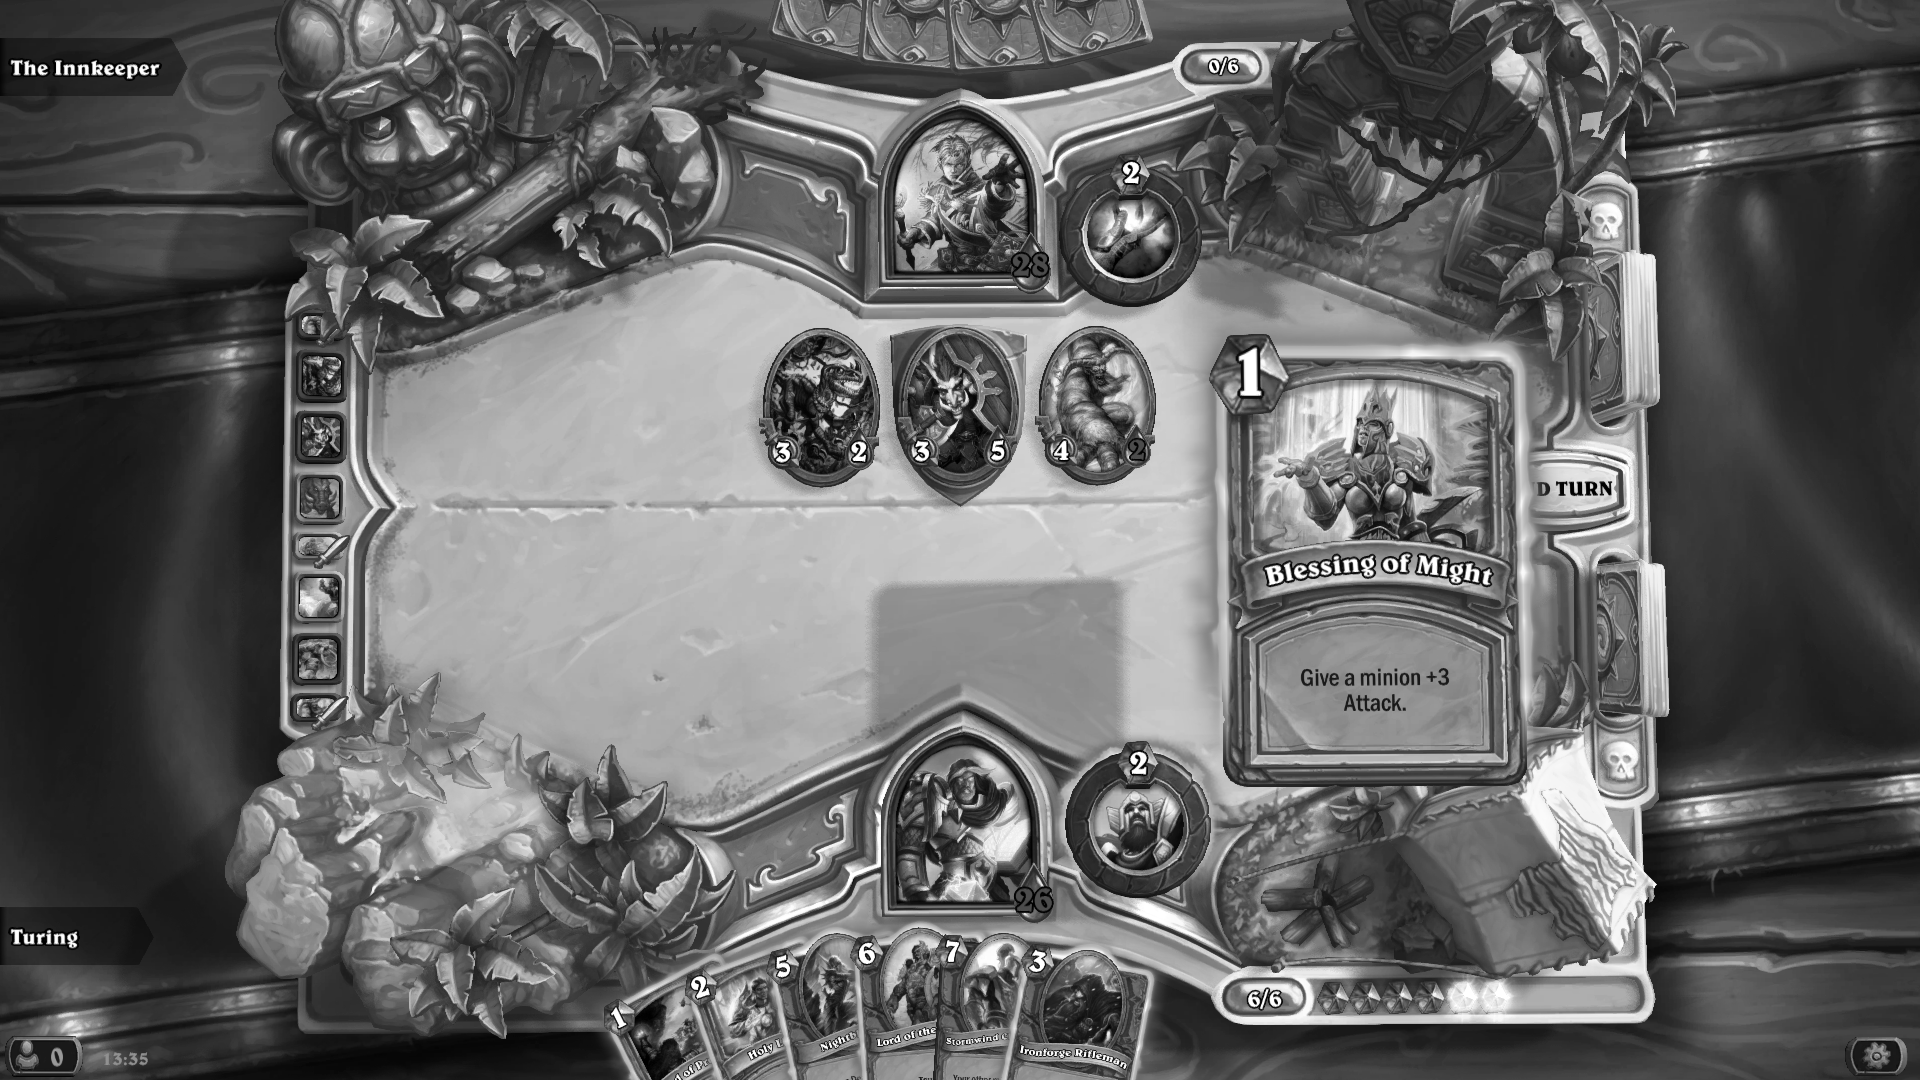 The Innkeeper
0/6
2
28
3
2
3
5
4
2
1
D TURN
Blessing of Might
Give a minion +3
Attack.
2
26
Turing
1
2
5
6
7
3
Holy L
Nightb
Lord of the
Stormwind C
Ironforge Rifleman
6/6
0
13:35